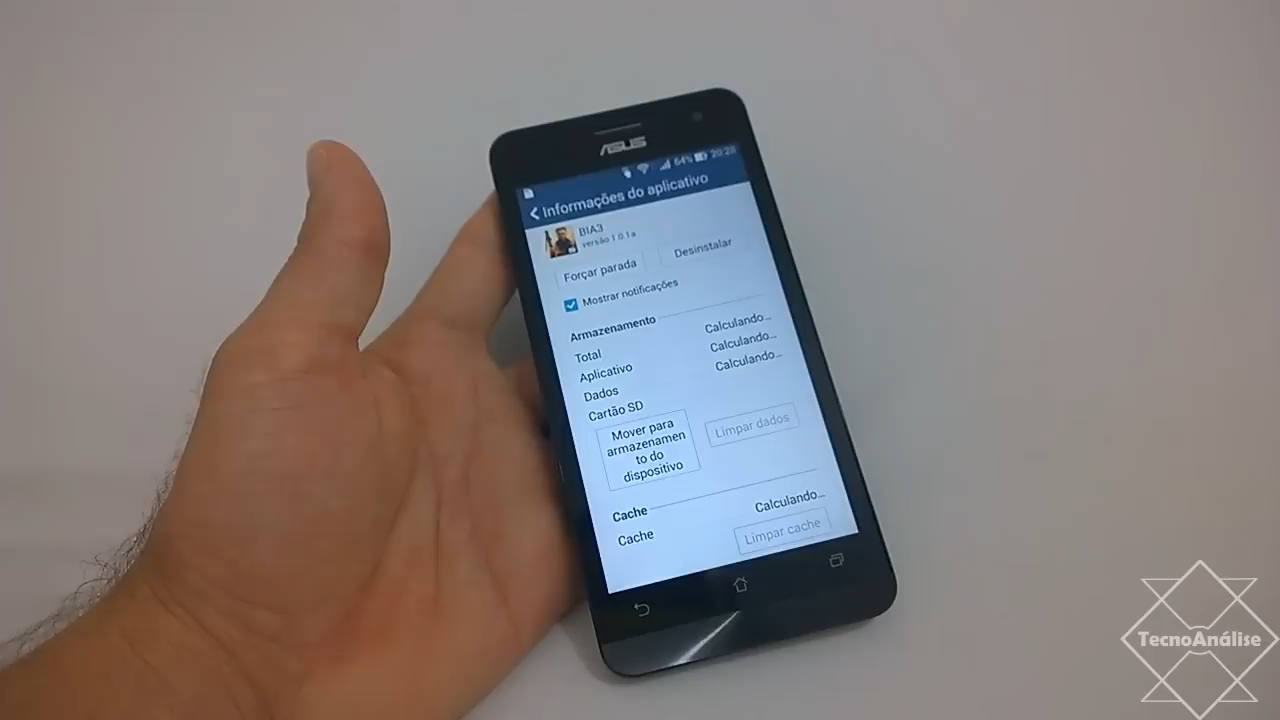 ASUS
64% 20:28
Informações do aplicativo
BIA3
versão 1.0.1a
Forçar parada
Desinstalar
Mostrar notificações
Armazenamento
Total
Calculando...
Aplicativo
Calculando...
Dados
Calculando...
Cartão SD
Mover para
armazenamen
to do
dispositivo
Limpar dados
Cache
Cache
Calculando...
Limpar cache
TecnoAnálise